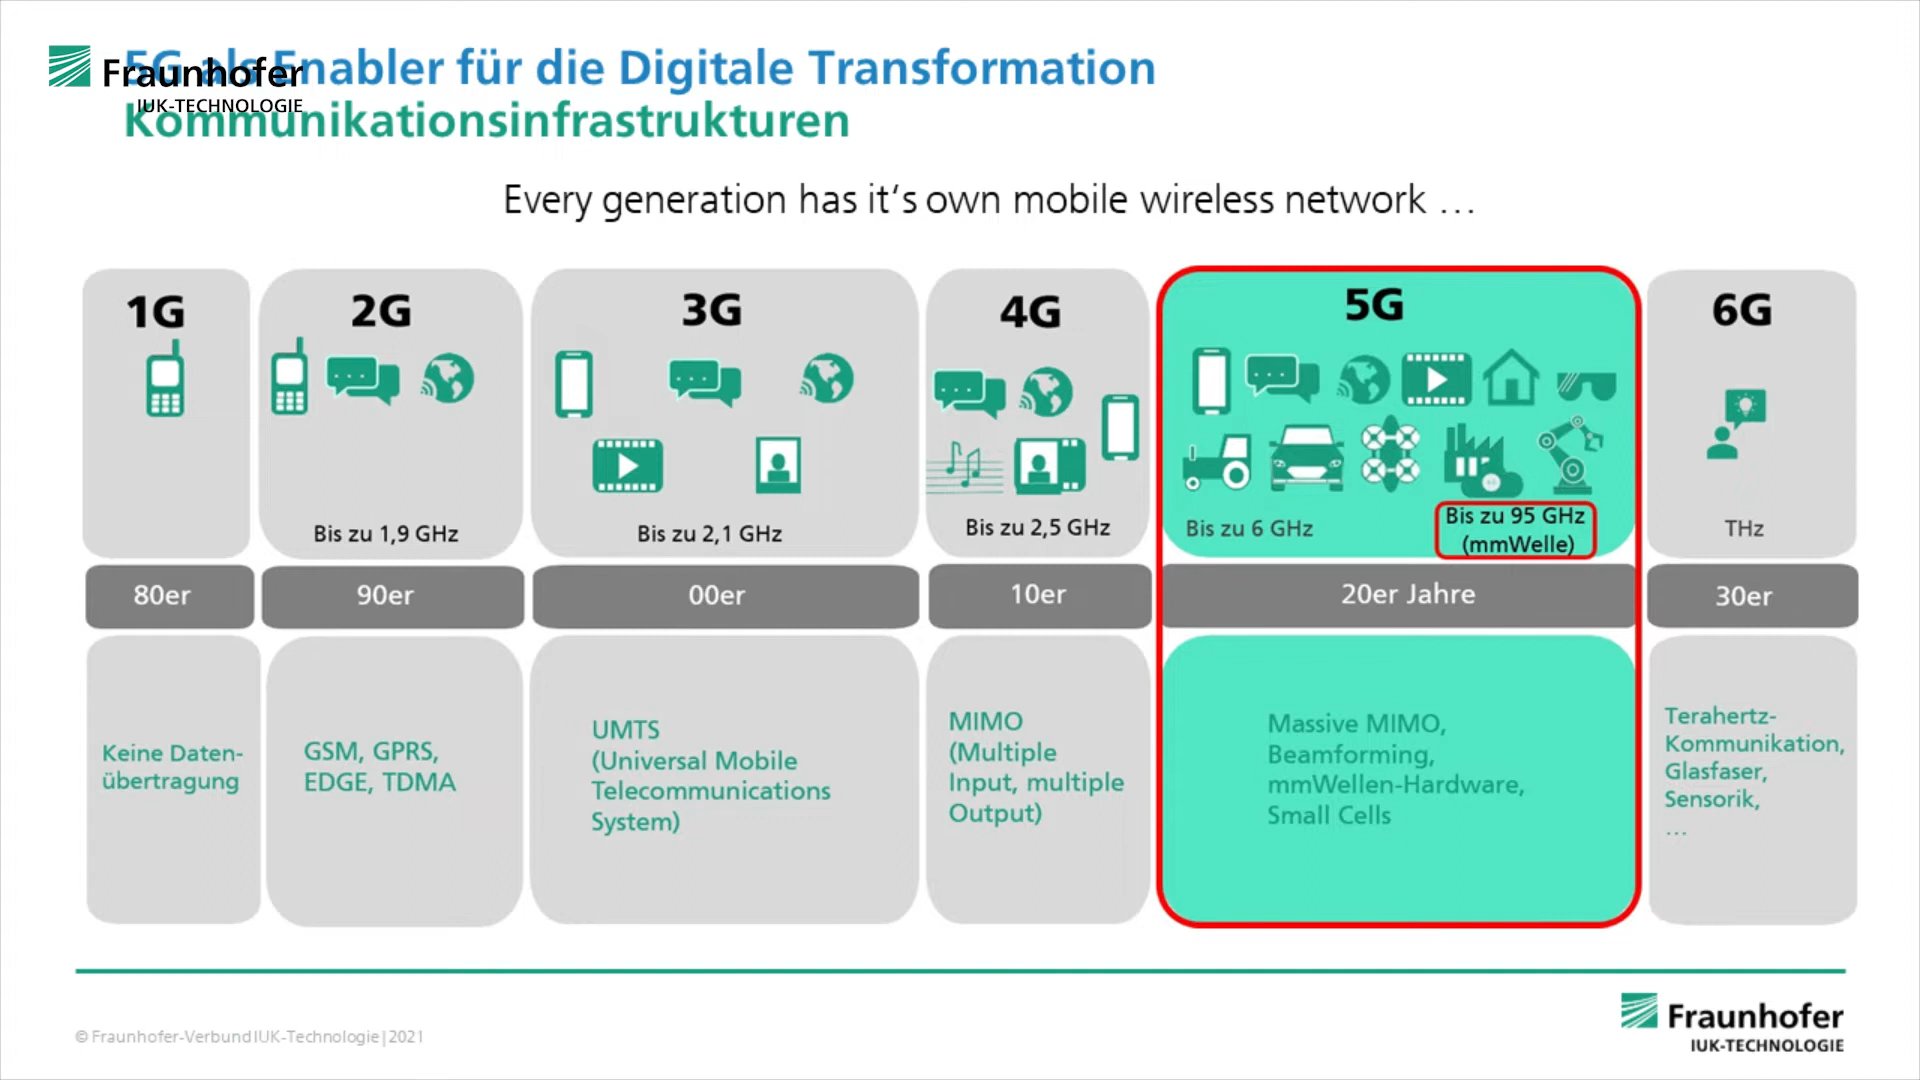 5G als Enabler für die Digitale Transformation
Fraunhofer
IUK-TECHNOLOGIE
Kommunikationsinfrastrukturen
Every generation has it‘s own mobile wireless network …
1G
2G
3G
4G
5G
6G
Bis zu 1,9 GHz
Bis zu 2,1 GHz
Bis zu 2,5 GHz
Bis zu 6 GHz
Bis zu 95 GHz
(mmWelle)
THz
80er
90er
00er
10er
20er Jahre
30er
Keine Daten-
übertragung
GSM, GPRS,
EDGE, TDMA
UMTS
(Universal Mobile
Telecommunications
System)
MIMO
(Multiple
Input, multiple
Output)
Massive MIMO,
Beamforming,
mmWellen-Hardware,
Small Cells
Terahertz-
Kommunikation,
Glasfaser,
Sensorik,
…
© Fraunhofer-Verbund IUK-Technologie | 2021
Fraunhofer
IUK-TECHNOLOGIE